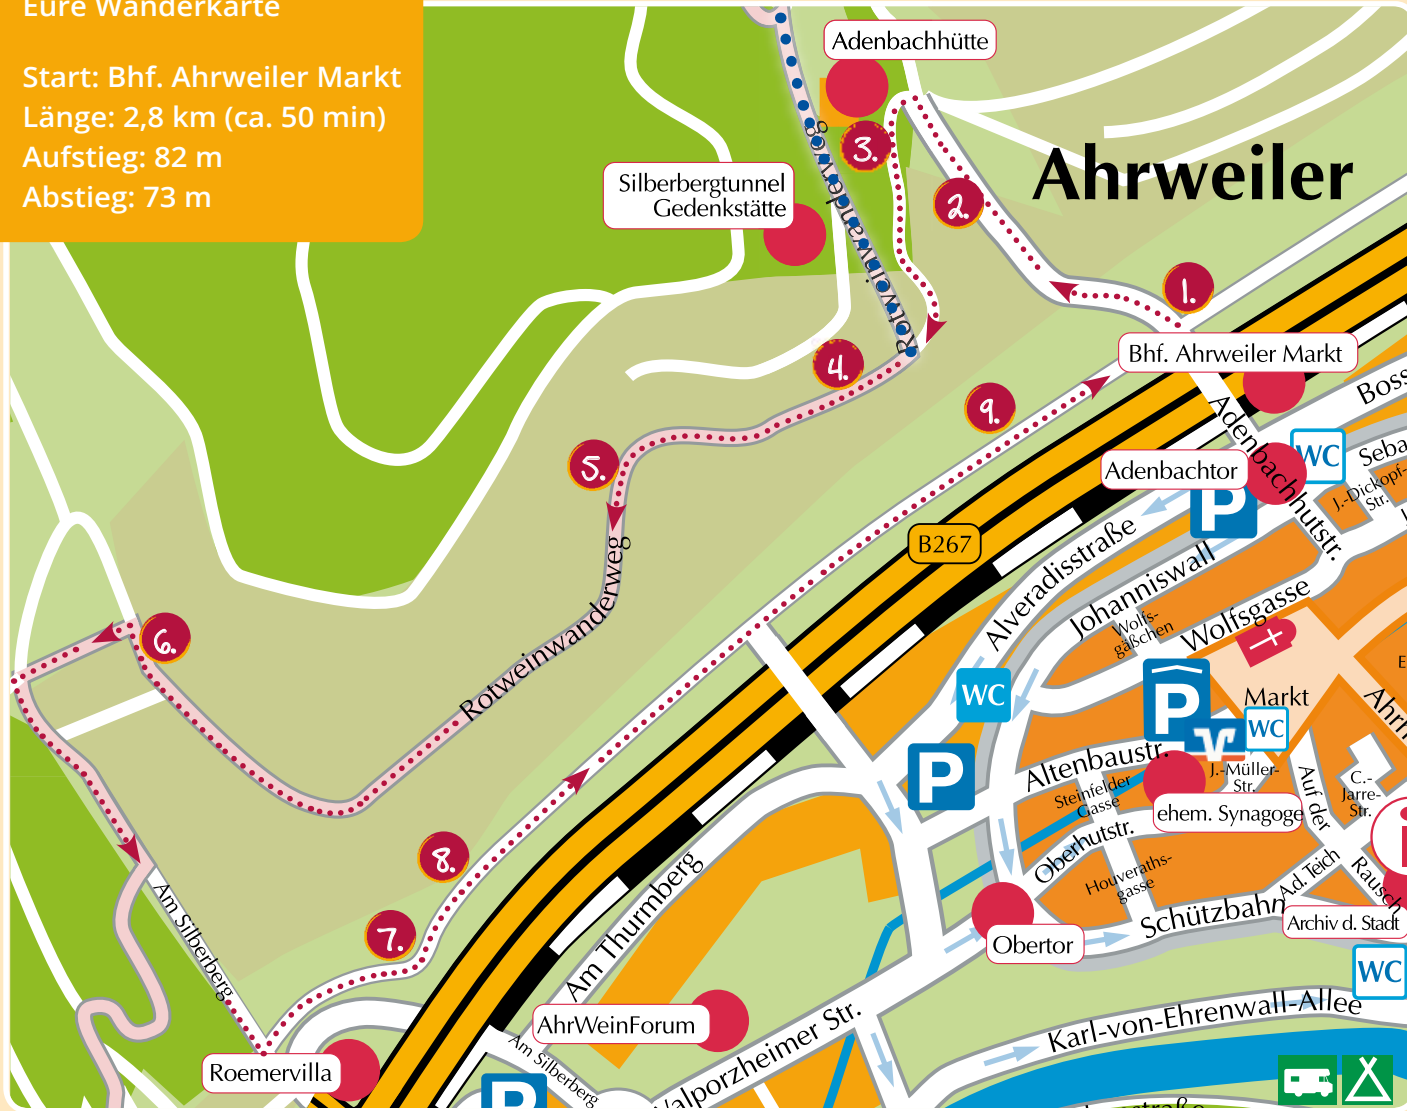 Eure Wanderkarte
Start: Bhf. Ahrweiler Markt
Länge: 2,8 km (ca. 50 min)
Aufstieg: 82 m
Abstieg: 73 m
Adenbachhütte
3.
Ahrweiler
Silberbergtunnel
Gedenkstätte
2.
Rotweinwanderweg
1.
Bhf. Ahrweiler Markt
4.
9.
5.
Adenbachtor
Adenbachhutstr.
WC
P
J.-Dickopf-
Str.
B267
Alveradisstraße
Johanniswall
Wolfs-
gäßchen
Wolfsgasse
Rotweinwanderweg
6.
WC
P
Markt
WC
P
Altenbaustr.
Steinfelder
Gasse
J.-Müller-
Str.
ehem. Synagoge
Auf der
C.-
Jarre-
Str.
Oberhutstr.
Houveraths-
gasse
A.d. Teich
Schützbahn
Archiv d. Stadt
Obertor
8.
7.
Am Silberberg
Am Thurmberg
AhrWeinForum
Walporzheimer Str.
Karl-von-Ehrenwall-Allee
WC
Roemervilla
Am Silberberg
P